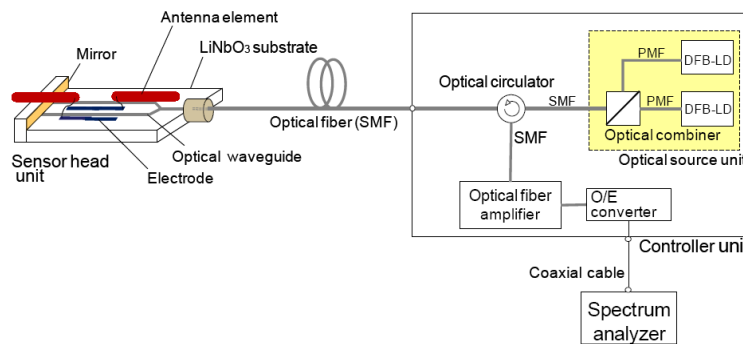 Antenna element
Mirror
LiNbO3 substrate
Optical circulator
PMF
DFB-LD
SMF
PMF
DFB-LD
Optical fiber (SMF)
Optical combiner
SMF
Optical source unit
Sensor head
unit
Optical waveguide
Electrode
Optical fiber
amplifier
O/E
converter
Controller uni
Coaxial cable
Spectrum
analyzer